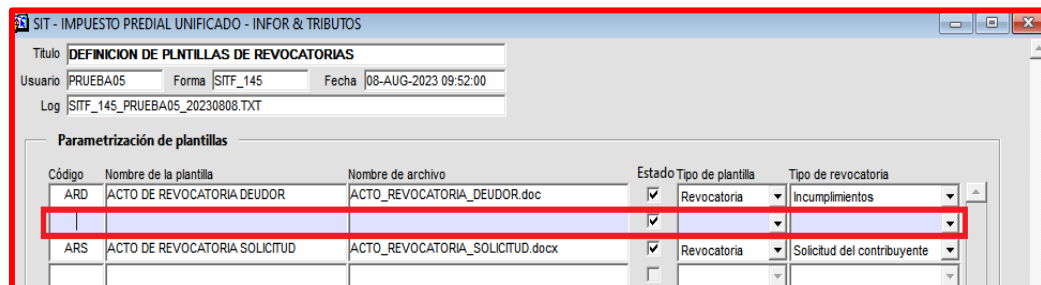 SIT - IMPUESTO PREDIAL UNIFICADO - INFOR & TRIBUTOS
Titulo DEFINICION DE PLNTILLAS DE REVOCATORIAS
Usuario PRUEBA05 Forma SITF_145 Fecha 08-AUG-2023 09:52:00
Log SITF_145_PRUEBA05_20230808.TXT
Parametrización de plantillas
Código Nombre de la plantilla Nombre de archivo Estado Tipo de plantilla Tipo de revocatoria
ARD ACTO DE REVOCATORIA DEUDOR ACTO_REVOCATORIA_DEUDOR.doc Revocatoria Incumplimientos
ARS ACTO DE REVOCATORIA SOLICITUD ACTO_REVOCATORIA_SOLICITUD.docx Revocatoria Solicitud del contribuyente